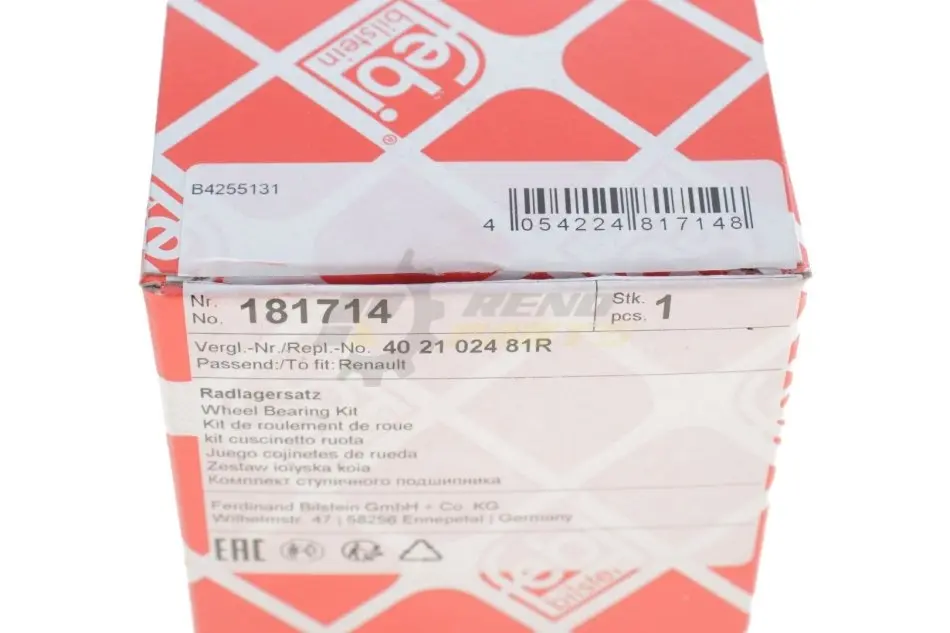 febi
bilstein
®
B4255131
4 054224 817148
Nr.
No. 181714
Stk.
pcs. 1
Vergl.-Nr./Repl.-No. 40 21 024 81R
Passend:/To fit: Renault
Radlagersatz
Wheel Bearing Kit
Kit de roulement de roue
kit cuscinetto ruota
Juego cojinetes de rueda
Zestaw łożyska koła
Комплект ступичного подшипника
Ferdinand Bilstein GmbH + Co. KG
Wilhelmstr. 47 | 58256 Ennepetal | Germany
EAC
febi
bilstein